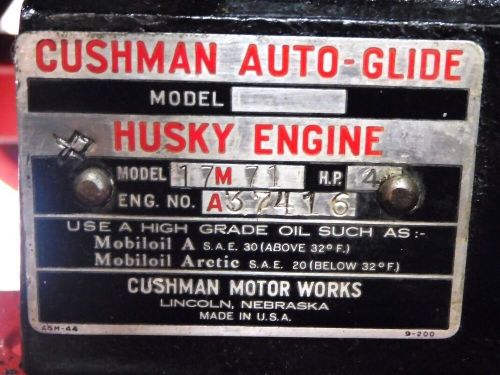 CUSHMAN AUTO-GLIDE
MODEL
HUSKY ENGINE
MODEL 17M71 H.P. 4
ENG. NO. A37416
USE A HIGH GRADE OIL SUCH AS :-
Mobiloil A S.A.E. 30 (ABOVE 32° F.)
Mobiloil Arctic S.A.E. 20 (BELOW 32° F.)
CUSHMAN MOTOR WORKS
LINCOLN, NEBRASKA
MADE IN U.S.A.
A5M-44 9-200